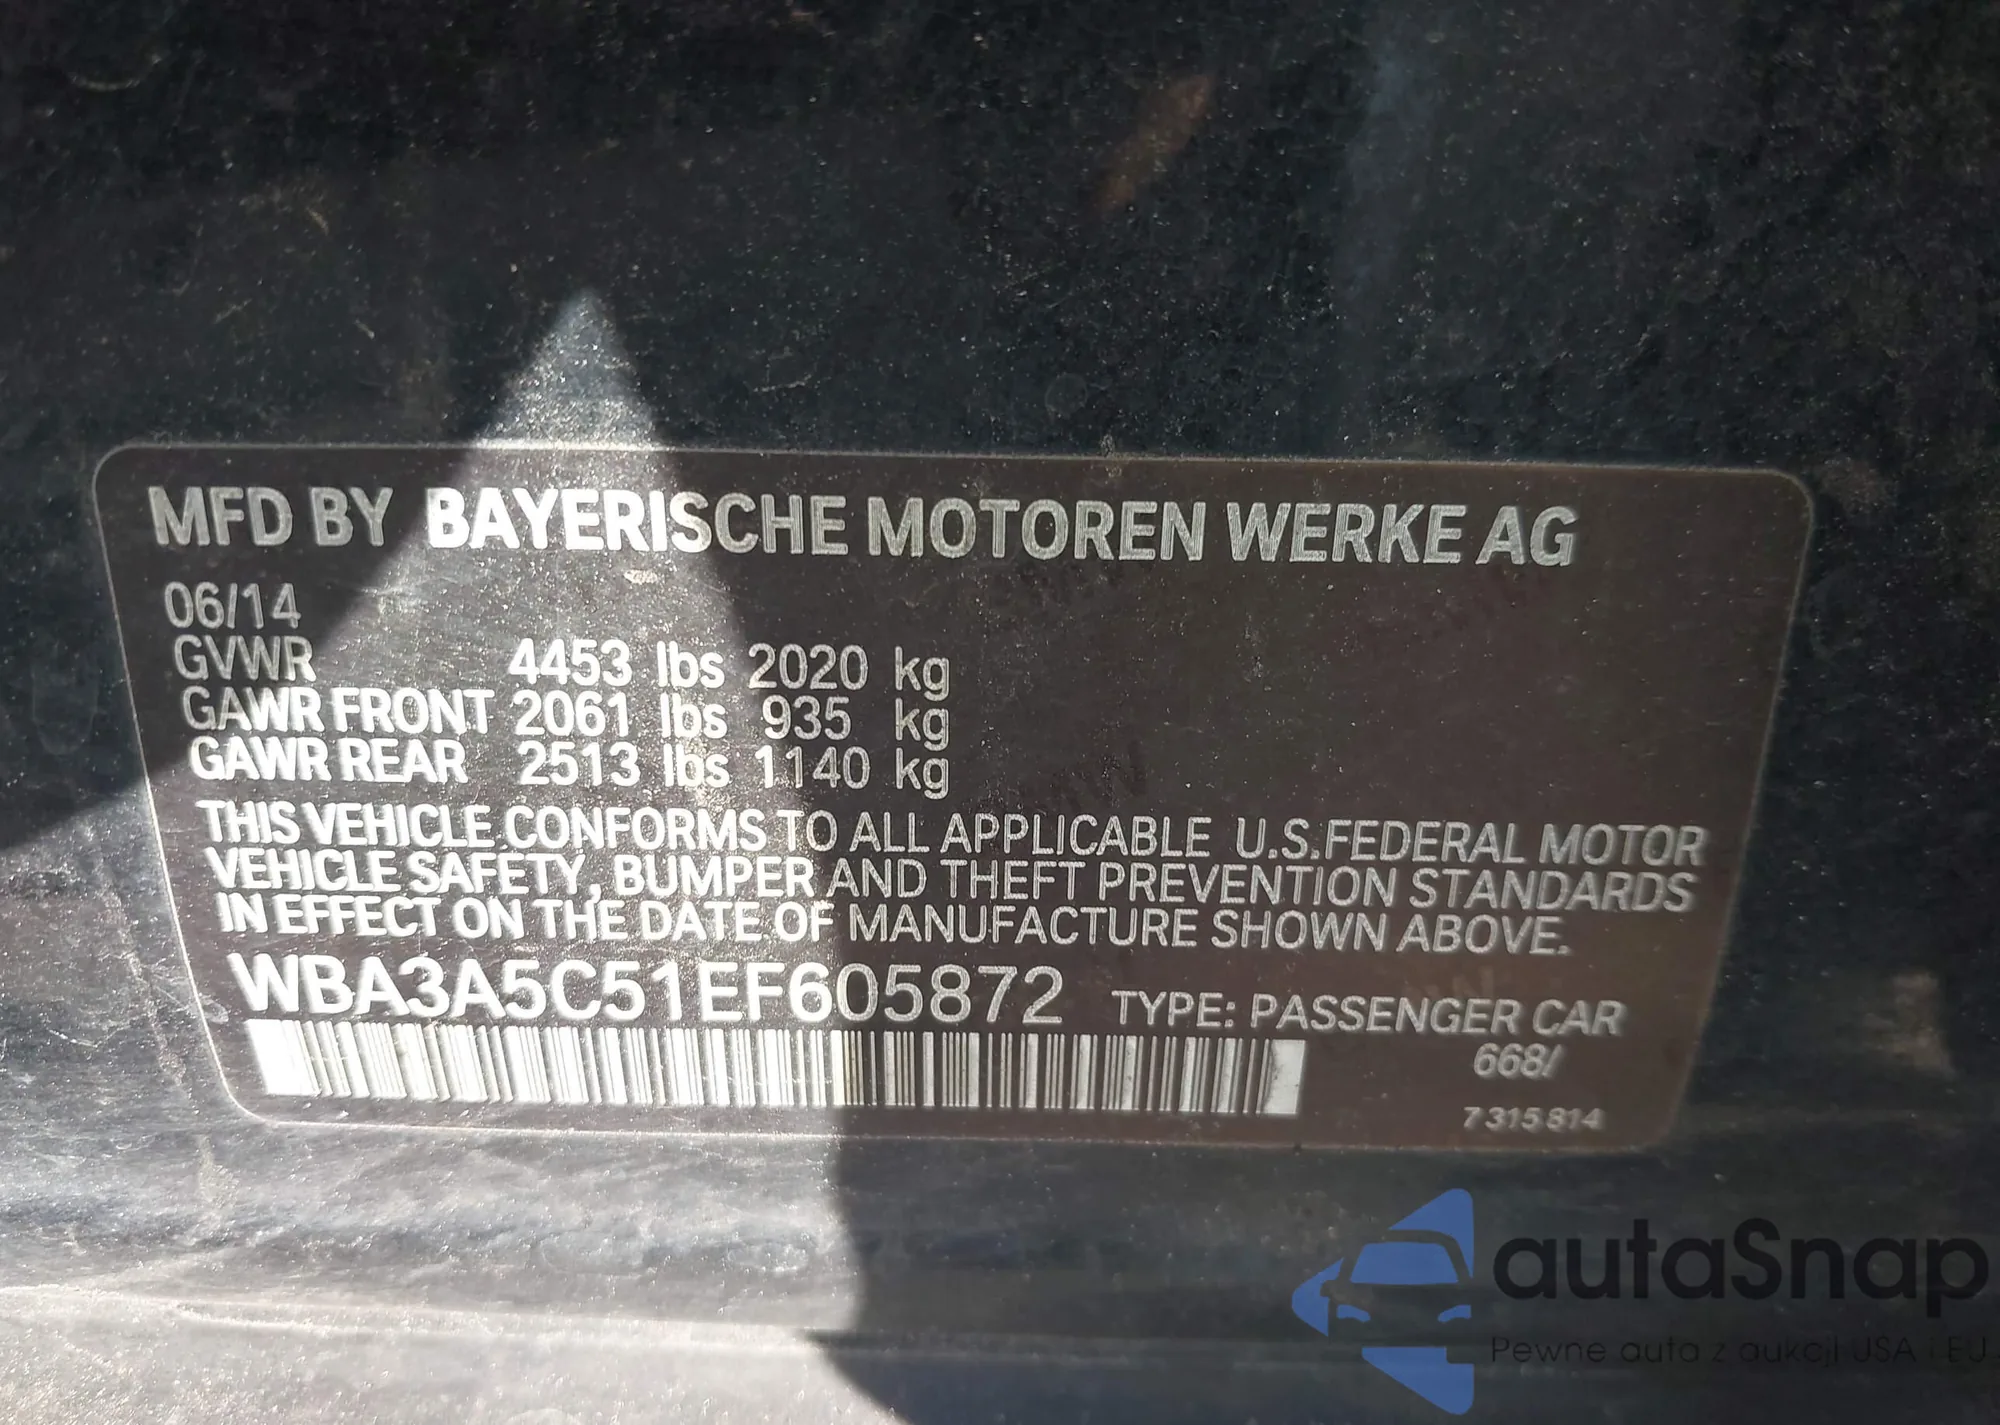 MFD BY BAYERISCHE MOTOREN WERKE AG
06/14
GVWR 4453 lbs 2020 kg
GAWR FRONT 2061 lbs 935 kg
GAWR REAR 2513 lbs 1140 kg
THIS VEHICLE CONFORMS TO ALL APPLICABLE U.S.FEDERAL MOTOR
VEHICLE SAFETY, BUMPER AND THEFT PREVENTION STANDARDS
IN EFFECT ON THE DATE OF MANUFACTURE SHOWN ABOVE.
WBA3A5C51EF605872 TYPE: PASSENGER CAR
668/
7 315 814
autaSnap
Pewne auta z aukcji USA i EU